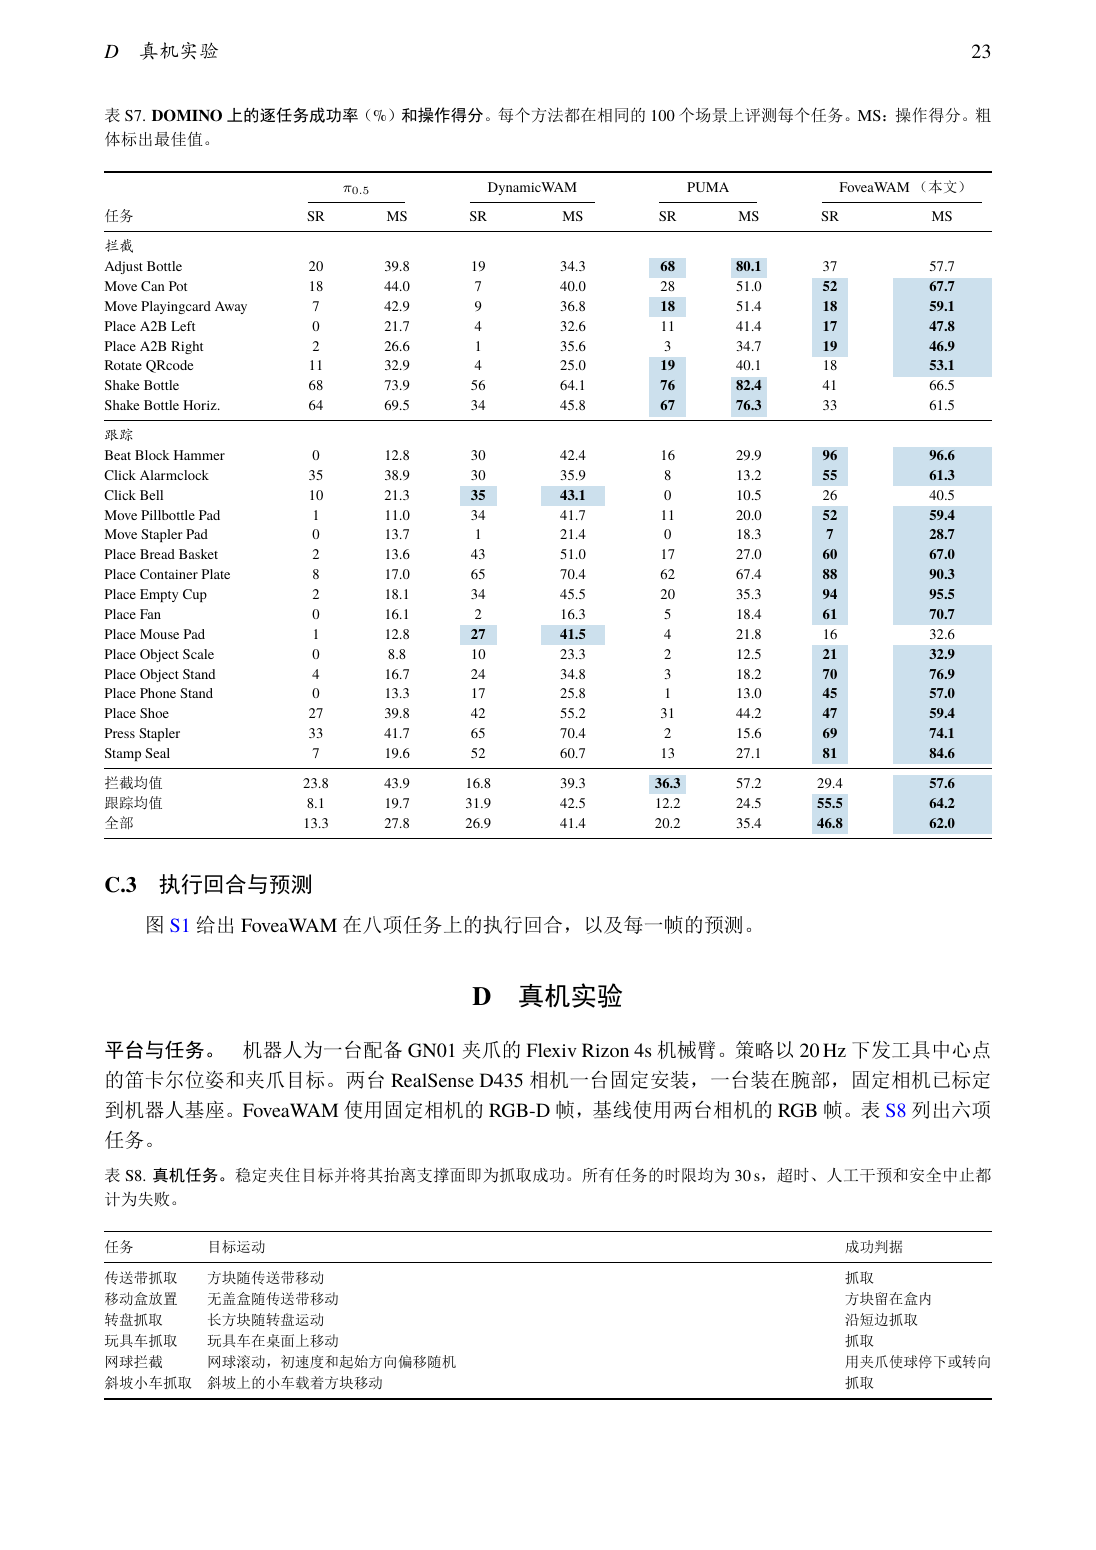 D 真机实验 23
表 S7. DOMINO 上的逐任务成功率（%）和操作得分。每个方法都在相同的 100 个场景上评测每个任务。MS：操作得分。粗
体标出最佳值。
π0.5 DynamicWAM PUMA FoveaWAM（本文）
任务 SR MS SR MS SR MS SR MS
拦截
Adjust Bottle 20 39.8 19 34.3 68 80.1 37 57.7
Move Can Pot 18 44.0 7 40.0 28 51.0 52 67.7
Move Playingcard Away 7 42.9 9 36.8 18 51.4 18 59.1
Place A2B Left 0 21.7 4 32.6 11 41.4 17 47.8
Place A2B Right 2 26.6 1 35.6 3 34.7 19 46.9
Rotate QRcode 11 32.9 4 25.0 19 40.1 18 53.1
Shake Bottle 68 73.9 56 64.1 76 82.4 41 66.5
Shake Bottle Horiz. 64 69.5 34 45.8 67 76.3 33 61.5
跟踪
Beat Block Hammer 0 12.8 30 42.4 16 29.9 96 96.6
Click Alarmclock 35 38.9 30 35.9 8 13.2 55 61.3
Click Bell 10 21.3 35 43.1 0 10.5 26 40.5
Move Pillbottle Pad 1 11.0 34 41.7 11 20.0 52 59.4
Move Stapler Pad 0 13.7 1 21.4 0 18.3 7 28.7
Place Bread Basket 2 13.6 43 51.0 17 27.0 60 67.0
Place Container Plate 8 17.0 65 70.4 62 67.4 88 90.3
Place Empty Cup 2 18.1 34 45.5 20 35.3 94 95.5
Place Fan 0 16.1 2 16.3 5 18.4 61 70.7
Place Mouse Pad 1 12.8 27 41.5 4 21.8 16 32.6
Place Object Scale 0 8.8 10 23.3 2 12.5 21 32.9
Place Object Stand 4 16.7 24 34.8 3 18.2 70 76.9
Place Phone Stand 0 13.3 17 25.8 1 13.0 45 57.0
Place Shoe 27 39.8 42 55.2 31 44.2 47 59.4
Press Stapler 33 41.7 65 70.4 2 15.6 69 74.1
Stamp Seal 7 19.6 52 60.7 13 27.1 81 84.6
拦截均值 23.8 43.9 16.8 39.3 36.3 57.2 29.4 57.6
跟踪均值 8.1 19.7 31.9 42.5 12.2 24.5 55.5 64.2
全部 13.3 27.8 26.9 41.4 20.2 35.4 46.8 62.0
C.3 执行回合与预测
图 S1 给出 FoveaWAM 在八项任务上的执行回合，以及每一帧的预测。
D 真机实验
平台与任务。 机器人为一台配备 GN01 夹爪的 Flexiv Rizon 4s 机械臂。策略以 20 Hz 下发工具中心点
的笛卡尔位姿和夹爪目标。两台 RealSense D435 相机一台固定安装，一台装在腕部，固定相机已标定
到机器人基座。FoveaWAM 使用固定相机的 RGB-D 帧，基线使用两台相机的 RGB 帧。表 S8 列出六项
任务。
表 S8. 真机任务。稳定夹住目标并将其抬离支撑面即为抓取成功。所有任务的时限均为 30 s，超时、人工干预和安全中止都
计为失败。
任务 目标运动 成功判据
传送带抓取 方块随传送带移动 抓取
移动盒放置 无盖盒随传送带移动 方块留在盒内
转盘抓取 长方块随转盘运动 沿短边抓取
玩具车抓取 玩具车在桌面上移动 抓取
网球拦截 网球滚动，初速度和起始方向偏移随机 用夹爪使球停下或转向
斜坡小车抓取 斜坡上的小车载着方块移动 抓取